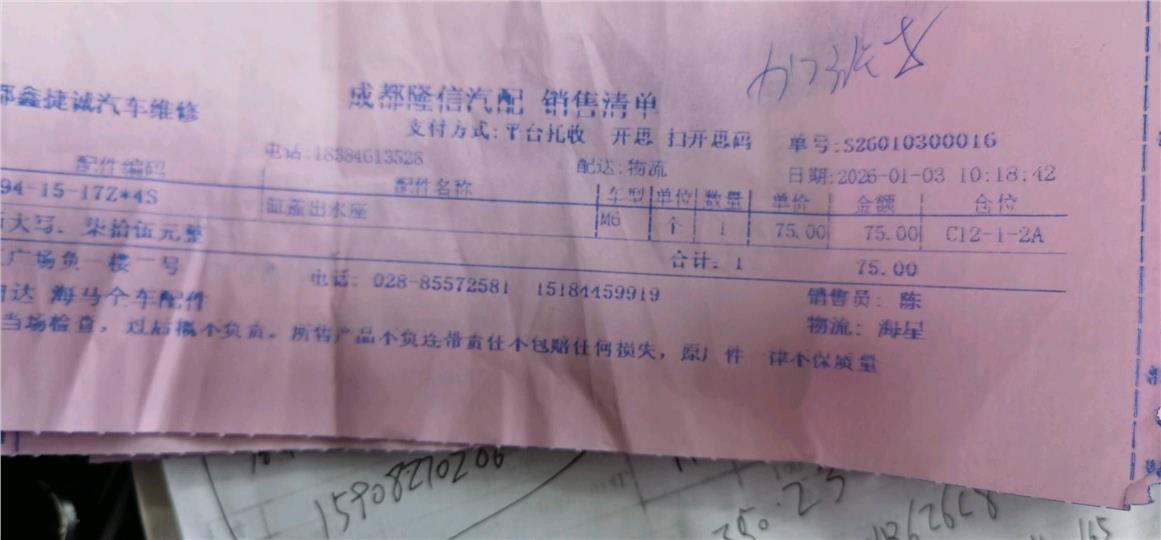 鑫捷诚汽车维修
成都隆信汽配 销售清单
支付方式:平台托收 开思 扫开思码 单号:S26010300016
电话:18384613528 配达:物流 日期:2026-01-03 10:18:42
配件编码 配件名称 车型 单位 数量 单价 金额 仓位
94-15-17Z*4S 缸盖出水座 M6 个 1 75.00 75.00 C12-1-2A
大写: 柒拾伍元整 合计: 1 75.00
广场负一楼一号 电话: 028-85572581 15184459919 销售员: 陈
达 海马全车配件 物流: 海星
当场检查, 过后概不负责。所售产品不负连带责任不包赔任何损失, 原厂件一律不保质量
15908210206